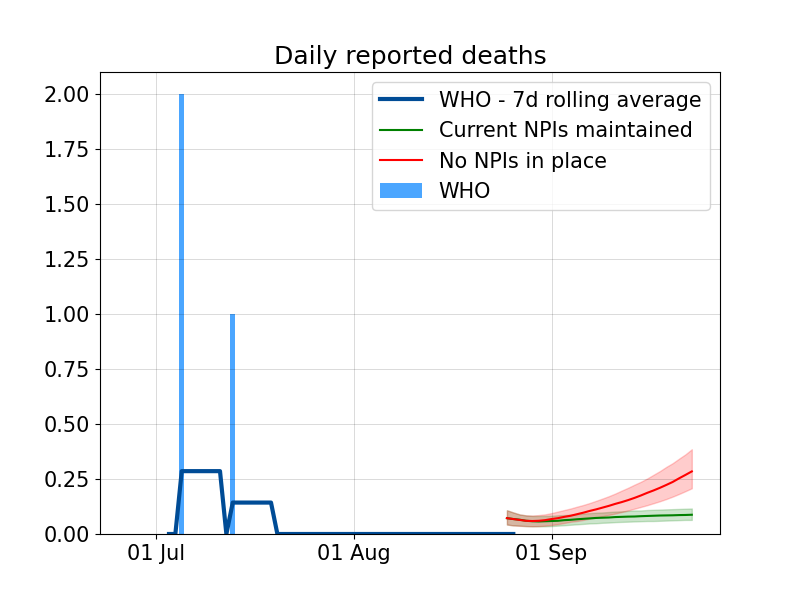 Daily reported deaths
2.00
1.75
1.50
1.25
1.00
0.75
0.50
0.25
0.00
WHO - 7d rolling average
Current NPIs maintained
No NPIs in place
WHO
01 Jul
01 Aug
01 Sep